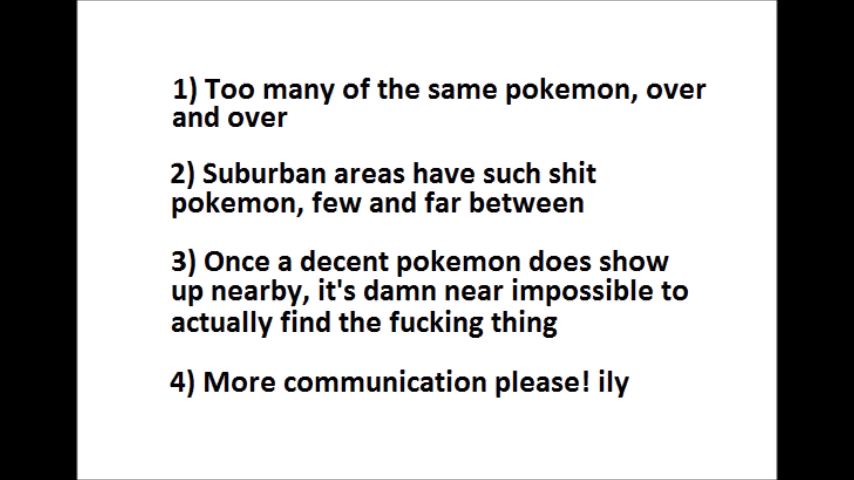 1) Too many of the same pokemon, over
and over
2) Suburban areas have such shit
pokemon, few and far between
3) Once a decent pokemon does show
up nearby, it's damn near impossible to
actually find the fucking thing
4) More communication please! ily